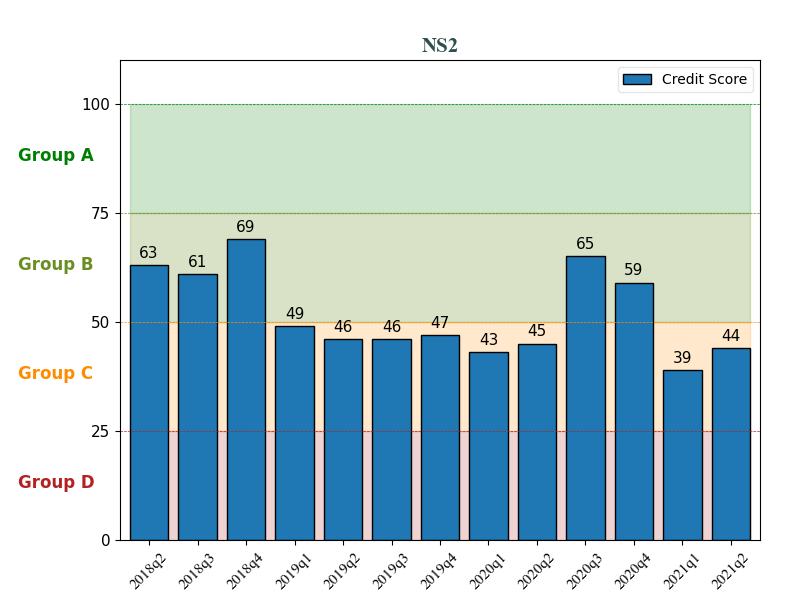 NS2
Credit Score
100
Group A
75
69
65
63
61
59
Group B
50
49
46
46
47
43
45
44
39
Group C
25
Group D
0
2018q2
2018q3
2018q4
2019q1
2019q2
2019q3
2019q4
2020q1
2020q2
2020q3
2020q4
2021q1
2021q2